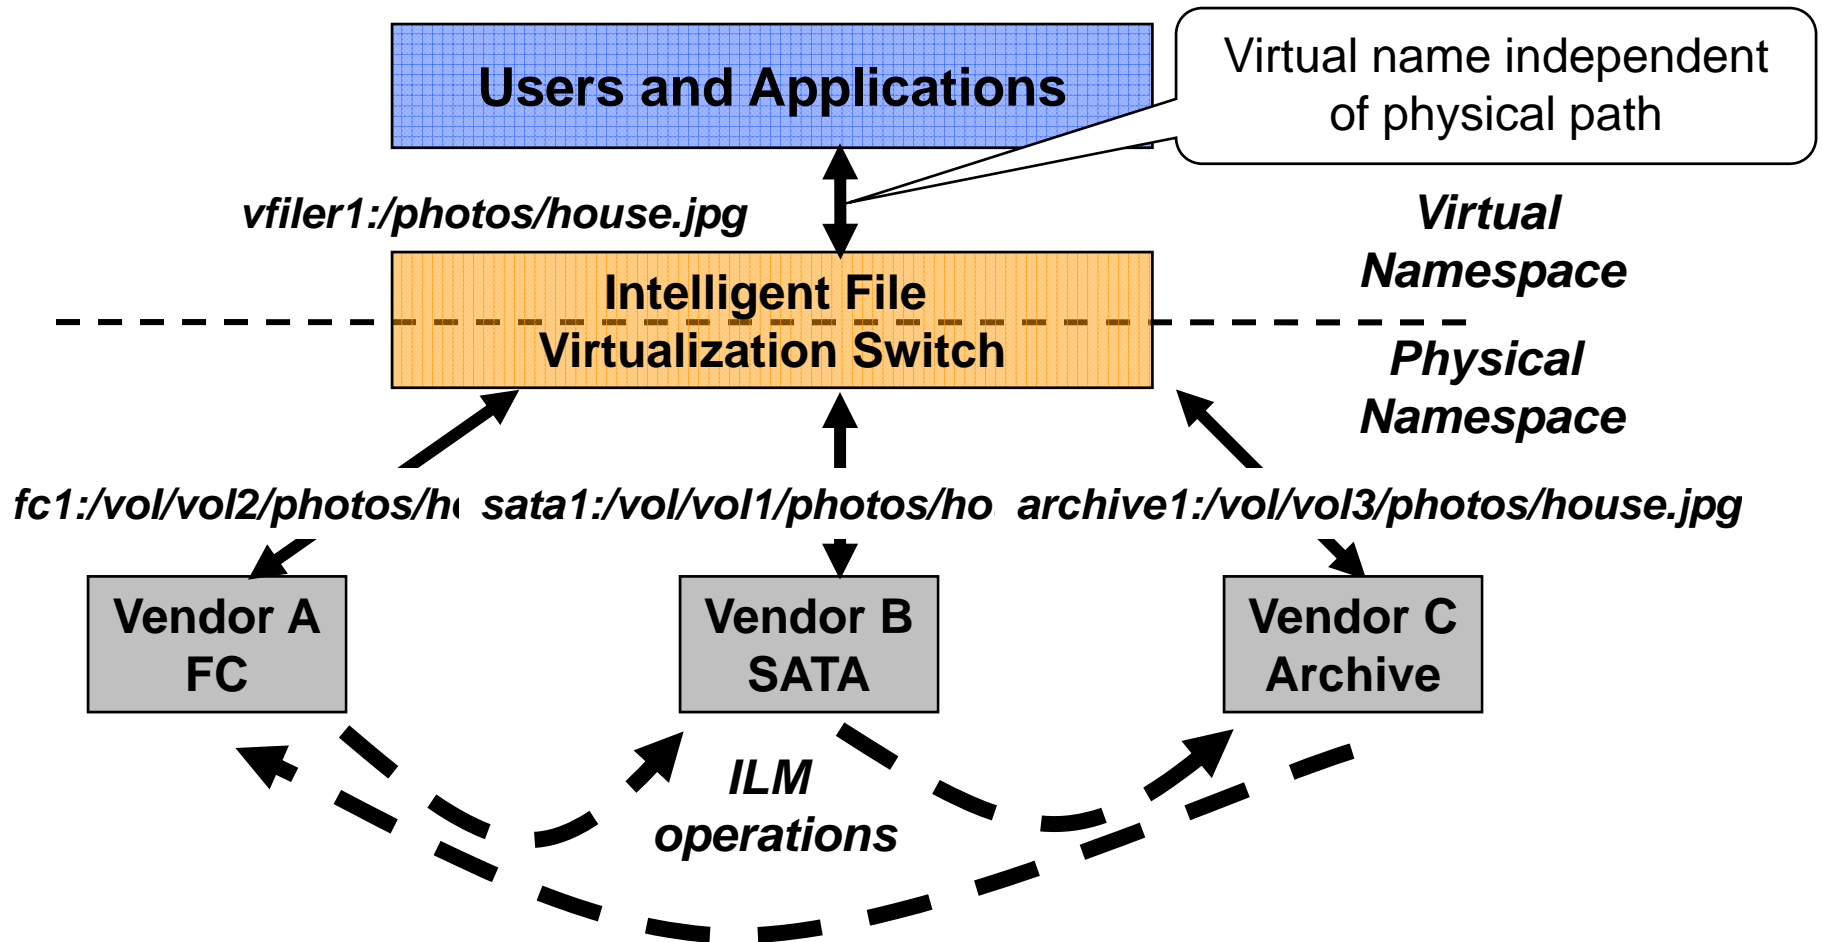 Users and Applications
Virtual name independent
of physical path
vfiler1:/photos/house.jpg
Virtual
Namespace
Intelligent File
Virtualization Switch
Physical
Namespace
fc1:/vol/vol2/photos/h
sata1:/vol/vol1/photos/ho
archive1:/vol/vol3/photos/house.jpg
Vendor A
FC
Vendor B
SATA
Vendor C
Archive
ILM
operations